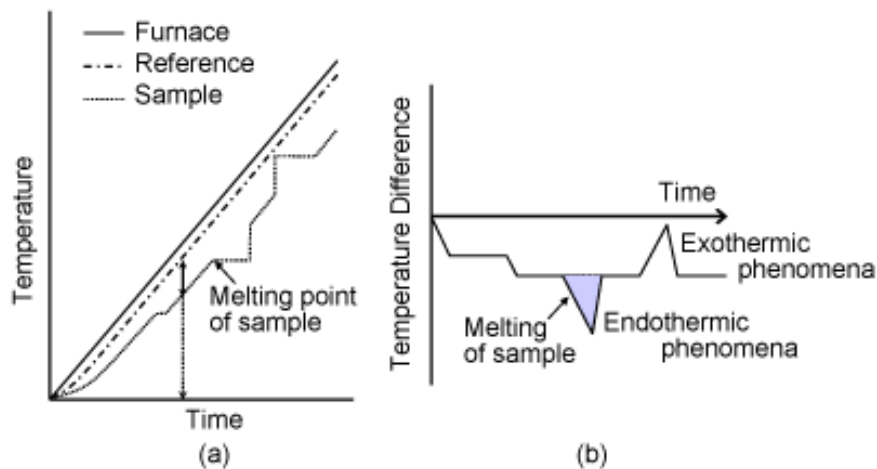 Furnace
Reference
Sample
Temperature
Melting point
of sample
Time
(a)
Temperature Difference
Time
Exothermic
phenomena
Melting
of sample
Endothermic
phenomena
(b)